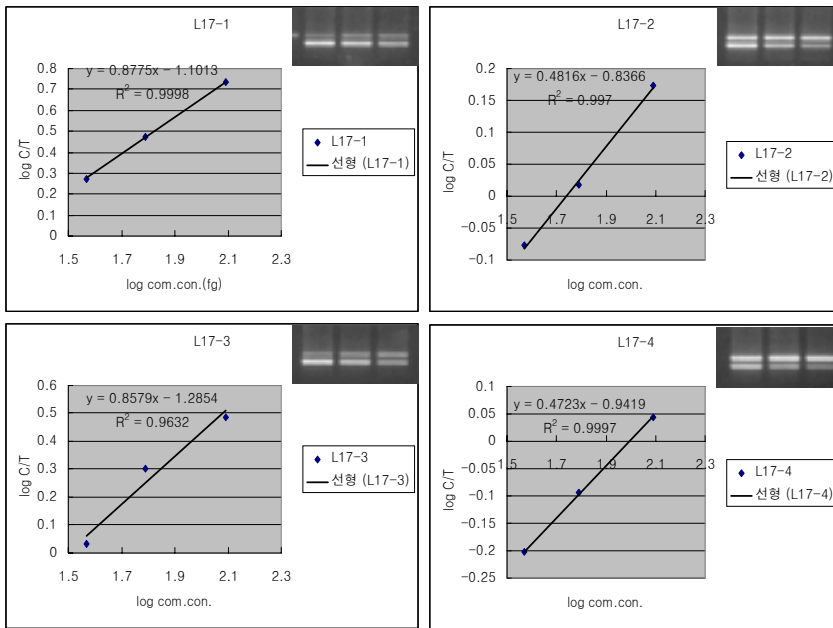 L17-1
y = 0.8775x - 1.1013
R² = 0.9998
log C/T
0.8
0.7
0.6
0.5
0.4
0.3
0.2
0.1
0
1.5 1.7 1.9 2.1 2.3
log com.con.(fg)
L17-1
선형 (L17-1)
L17-2
y = 0.4816x - 0.8366
R² = 0.997
log C/T
0.2
0.15
0.1
0.05
0
-0.05
-0.1
1.5 1.7 1.9 2.1 2.3
log com.con.
L17-2
선형 (L17-2)
L17-3
y = 0.8579x - 1.2854
R² = 0.9632
log C/T
0.6
0.5
0.4
0.3
0.2
0.1
0
1.5 1.7 1.9 2.1 2.3
log com.con.
L17-3
선형 (L17-3)
L17-4
y = 0.4723x - 0.9419
R² = 0.9997
log C/T
0.1
0.05
0
-0.05
-0.1
-0.15
-0.2
-0.25
1.5 1.7 1.9 2.1 2.3
log com.con.
L17-4
선형 (L17-4)